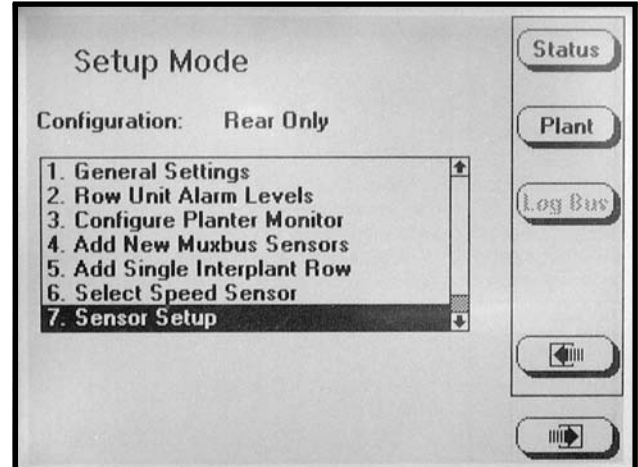 Setup Mode
Configuration: Rear Only
1. General Settings
2. Row Unit Alarm Levels
3. Configure Planter Monitor
4. Add New Muxbus Sensors
5. Add Single Interplant Row
6. Select Speed Sensor
7. Sensor Setup
Status
Plant
Log Bus